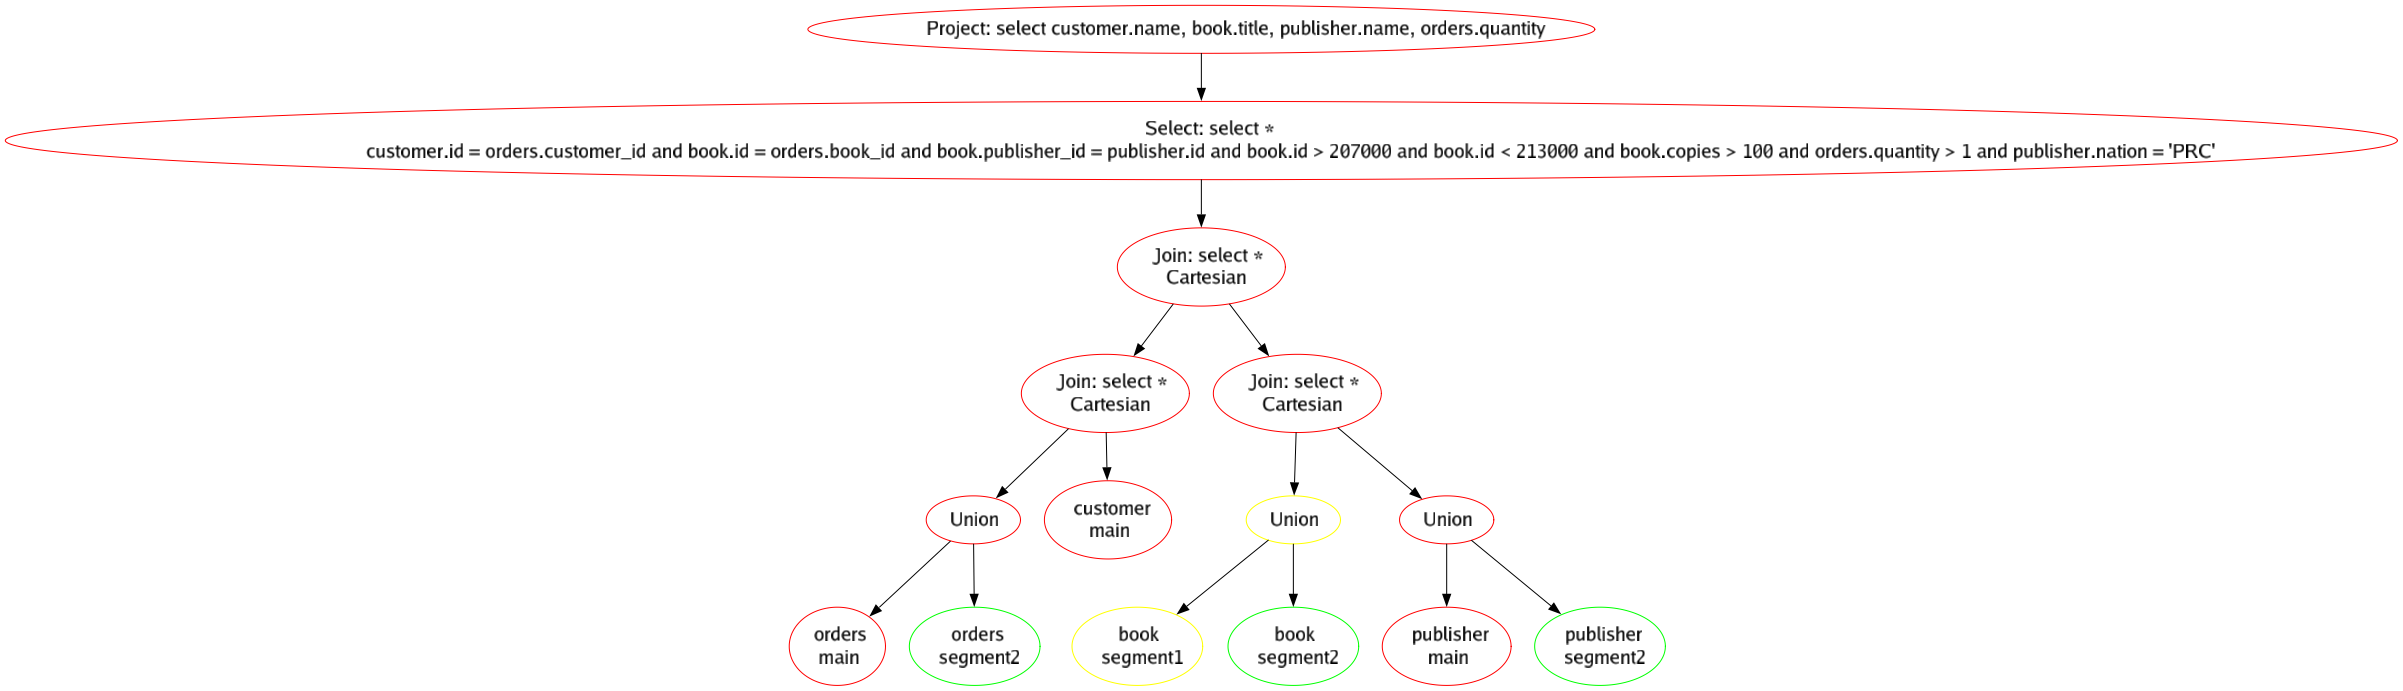 Project: select customer.name, book.title, publisher.name, orders.quantity
Select: select *
customer.id = orders.customer_id and book.id = orders.book_id and book.publisher_id = publisher.id and book.id > 207000 and book.id < 213000 and book.copies > 100 and orders.quantity > 1 and publisher.nation = 'PRC'
Join: select *
Cartesian
Join: select *
Cartesian
Join: select *
Cartesian
Union
customer
main
Union
Union
orders
main
orders
segment2
book
segment1
book
segment2
publisher
main
publisher
segment2